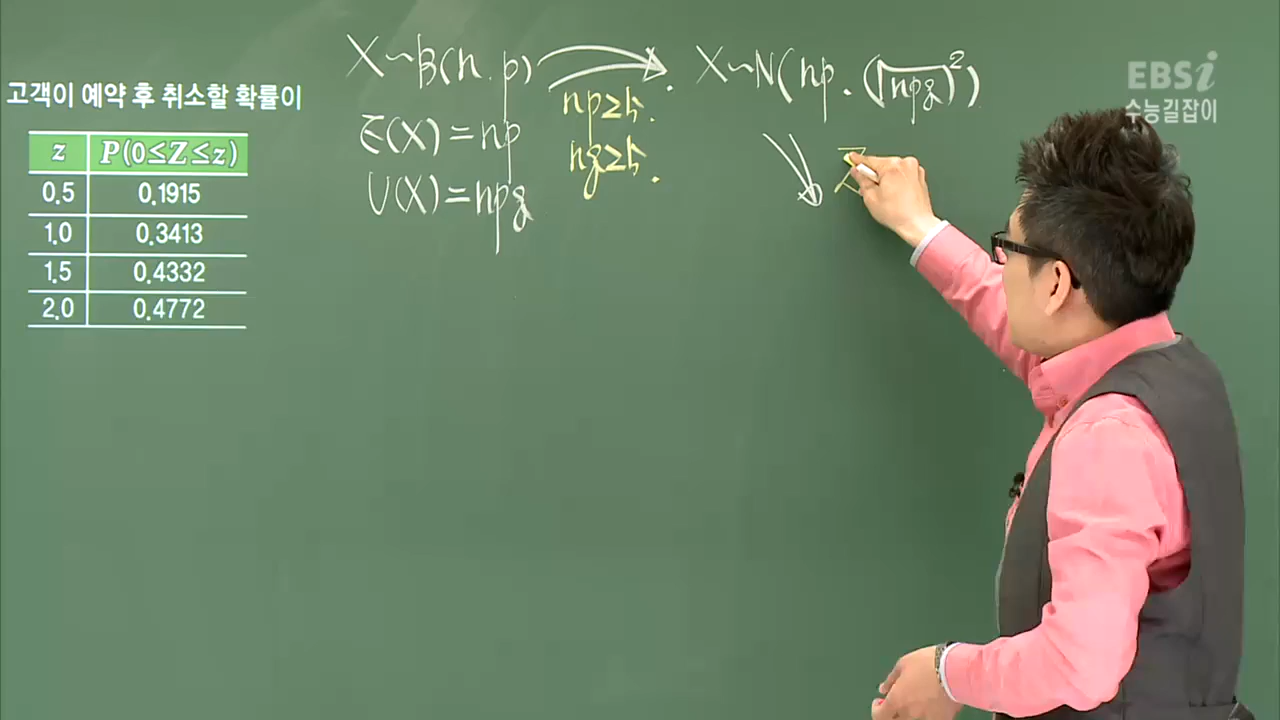 고객이 예약 후 취소할 확률이
z P(0≤Z≤z)
0.5 0.1915
1.0 0.3413
1.5 0.4332
2.0 0.4772
X~B(n, p)
E(X)=np
V(X)=npq
np≥5.
nq≥5.
X~N(np, (√npq)²)
Z
EBSi
수능길잡이